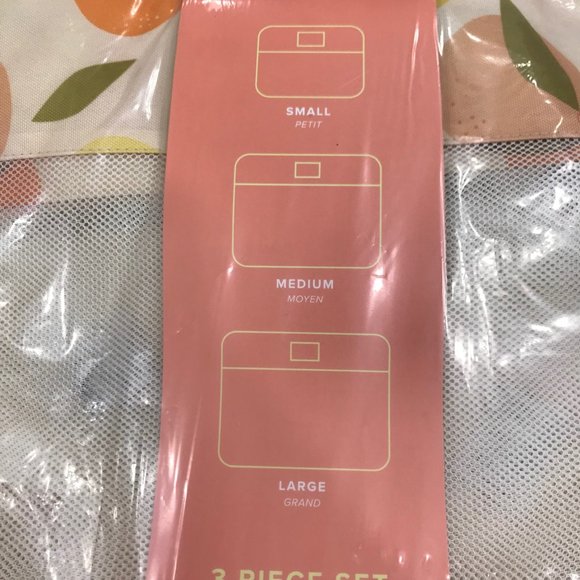 SMALL
PETIT
MEDIUM
MOYEN
LARGE
GRAND
3 PIECE SET